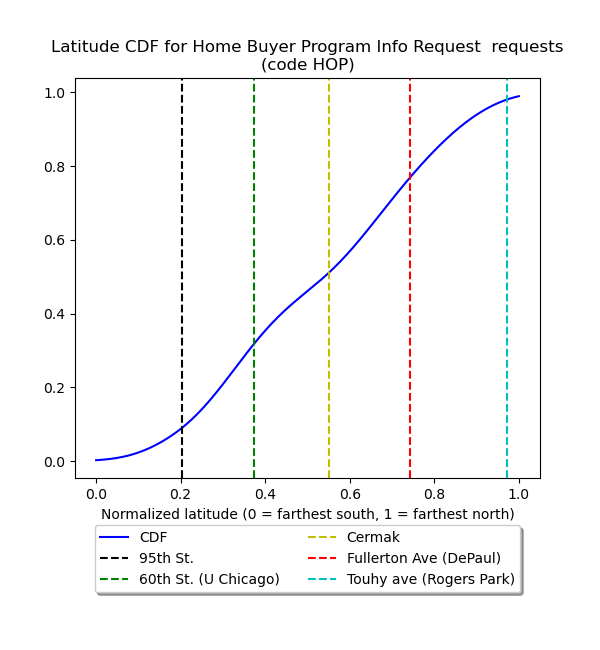 Latitude CDF for Home Buyer Program Info Request  requests
(code HOP)
1.0
0.8
0.6
0.4
0.2
0.0
0.0 0.2 0.4 0.6 0.8 1.0
Normalized latitude (0 = farthest south, 1 = farthest north)
CDF
95th St.
60th St. (U Chicago)
Cermak
Fullerton Ave (DePaul)
Touhy ave (Rogers Park)